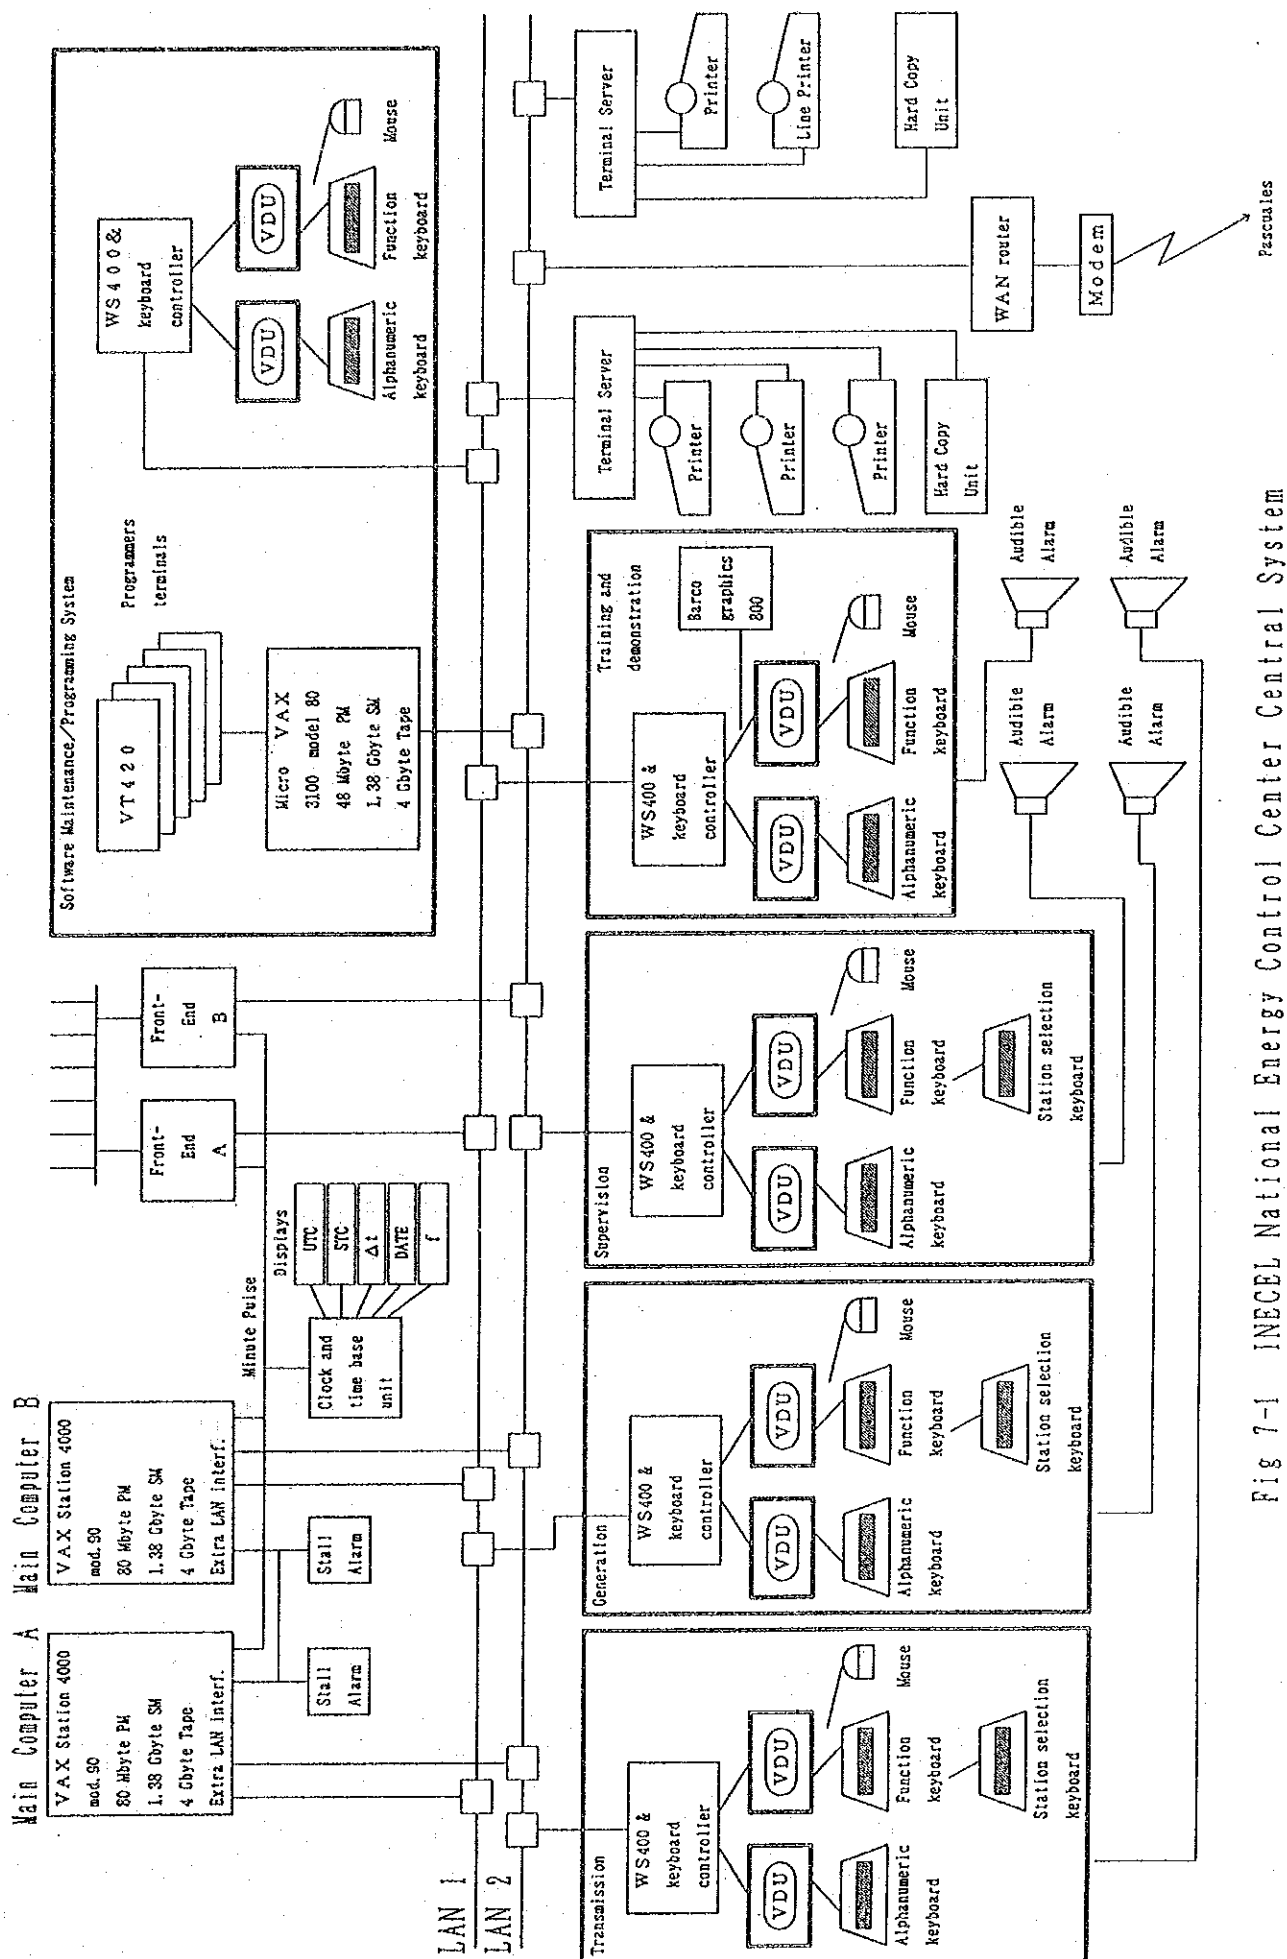 Main Computer A
VAX Station 4000
mod.90
80 Mbyte PM
1.38 Gbyte SM
4 Gbyte Tape
Extra LAN interf.
Main Computer B
VAX Station 4000
mod.90
80 Mbyte PM
1.38 Gbyte SM
4 Gbyte Tape
Extra LAN interf.
Stall
Alarm
Stall
Alarm
Minute Pulse
Clock and
time base
unit
Displays
UTC
STC
Δt
DATE
f
Front-
End
A
Front-
End
B
Software Maintenance/Programming System
VT420
Programmers
terminals
Micro VAX
3100 model 80
48 Mbyte PM
1.38 Gbyte SM
4 Gbyte Tape
WS4000&
keyboard
controller
VDU
VDU
Alphanumeric
keyboard
Function
keyboard
Mouse
LAN 1
LAN 2
Transmission
WS400 &
keyboard
controller
VDU
VDU
Alphanumeric
keyboard
Function
keyboard
Mouse
Station selection
keyboard
Generation
WS400 &
keyboard
controller
VDU
VDU
Alphanumeric
keyboard
Function
keyboard
Mouse
Station selection
keyboard
Supervision
WS400 &
keyboard
controller
VDU
VDU
Alphanumeric
keyboard
Function
keyboard
Mouse
Station selection
keyboard
Training and
demonstration
WS400 &
keyboard
controller
Barco
graphics
800
VDU
VDU
Alphanumeric
keyboard
Function
keyboard
Mouse
Audible
Alarm
Audible
Alarm
Audible
Alarm
Audible
Alarm
Terminal Server
Printer
Printer
Printer
Hard Copy
Unit
WAN router
Modem
Pascuales
Terminal Server
Printer
Line Printer
Hard Copy
Unit
Fig 7-1 INECEL National Energy Control Center Central System